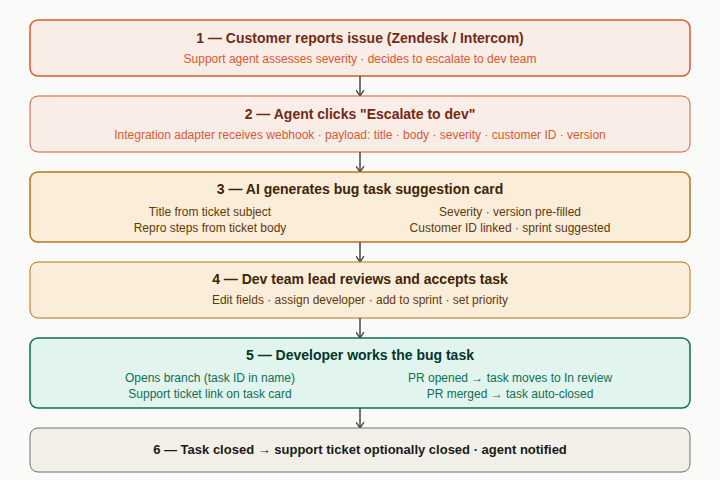 1 — Customer reports issue (Zendesk / Intercom)
Support agent assesses severity · decides to escalate to dev team
2 — Agent clicks "Escalate to dev"
Integration adapter receives webhook · payload: title · body · severity · customer ID · version
3 — AI generates bug task suggestion card
Title from ticket subject
Repro steps from ticket body
Severity · version pre-filled
Customer ID linked · sprint suggested
4 — Dev team lead reviews and accepts task
Edit fields · assign developer · add to sprint · set priority
5 — Developer works the bug task
Opens branch (task ID in name)
Support ticket link on task card
PR opened → task moves to In review
PR merged → task auto-closed
6 — Task closed → support ticket optionally closed · agent notified